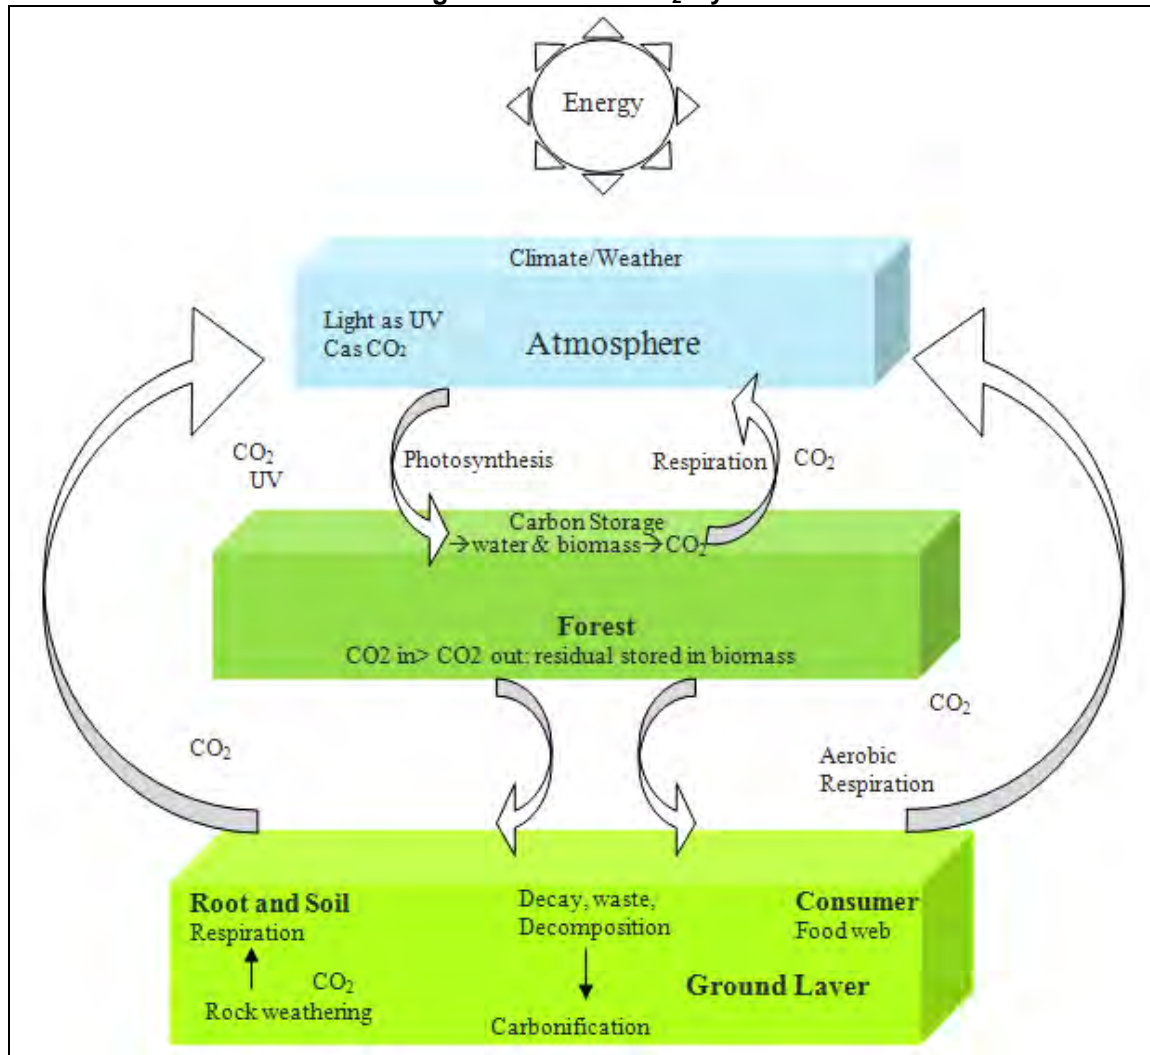 Energy
Climate/Weather
Light as UV
Cas CO₂
Atmosphere
CO₂
UV
Photosynthesis
Respiration
CO₂
Carbon Storage
→water & biomass→CO₂
Forest
CO2 in> CO2 out: residual stored in biomass
CO₂
CO₂
Aerobic
Respiration
Root and Soil
Respiration
CO₂
Rock weathering
Decay, waste,
Decomposition
Carbonification
Consumer
Food web
Ground Laver